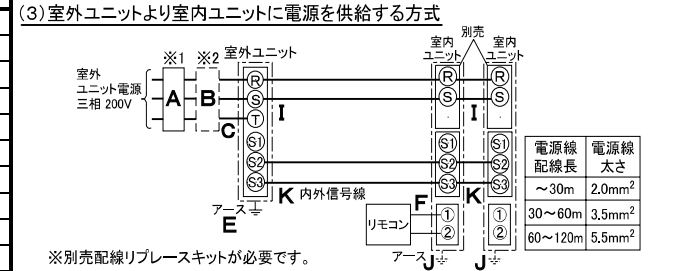 (3)室外ユニットより室内ユニットに電源を供給する方式
別売
※1 ※2 室外ユニット 室内ユニット 室内ユニット
室外
ユニット電源
三相 200V
A B
C
R S T S1 S2 S3
I
R S S1 S2 S3
I
R S S1 S2 S3
K 内外信号線
K
アース
E
F
リモコン
① ②
① ②
アース J
J
電源線配線長 電源線太さ
～30m 2.0mm²
30～60m 3.5mm²
60～120m 5.5mm²
※別売配線リプレースキットが必要です。